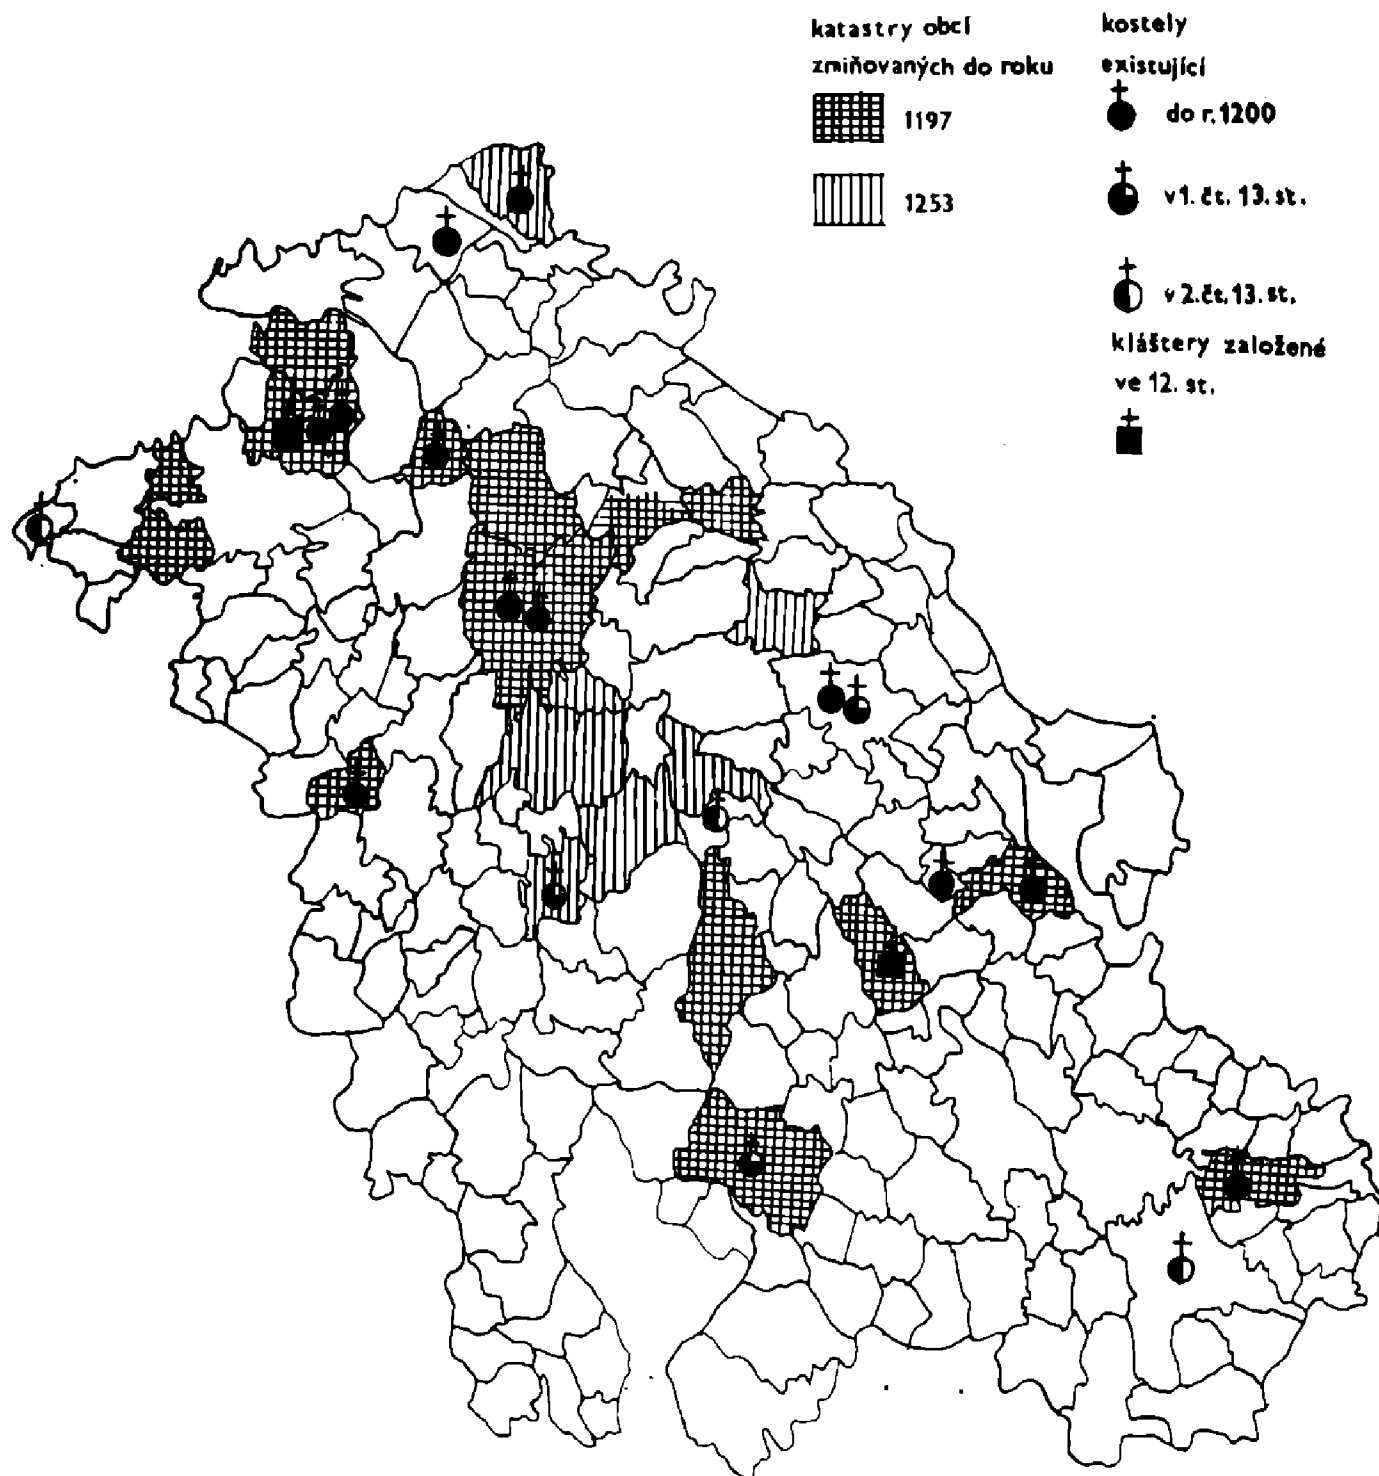 katastry obcí
zmiňovaných do roku
1197
1253
kostely
existující
do r. 1200
v 1. čt. 13. st.
v 2. čt. 13. st.
kláštery založené
ve 12. st.